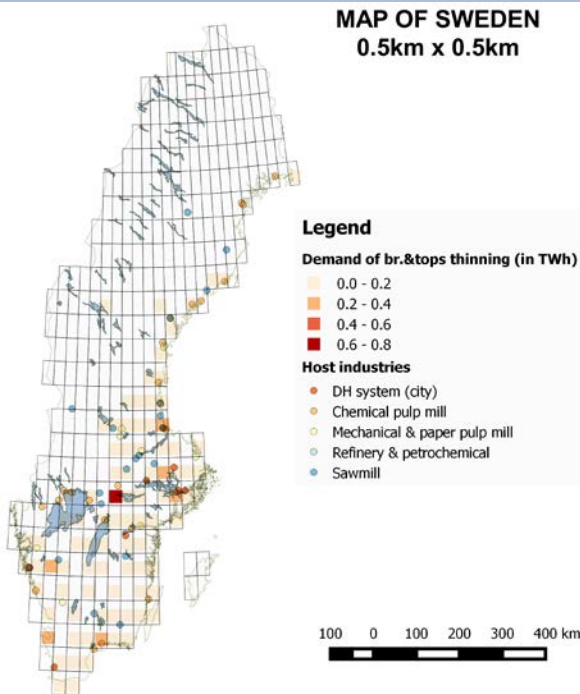 MAP OF SWEDEN
0.5km x 0.5km
Legend
Demand of br.&tops thinning (in TWh)
0.0 - 0.2
0.2 - 0.4
0.4 - 0.6
0.6 - 0.8
Host industries
DH system (city)
Chemical pulp mill
Mechanical & paper pulp mill
Refinery & petrochemical
Sawmill
100 0 100 200 300 400 km